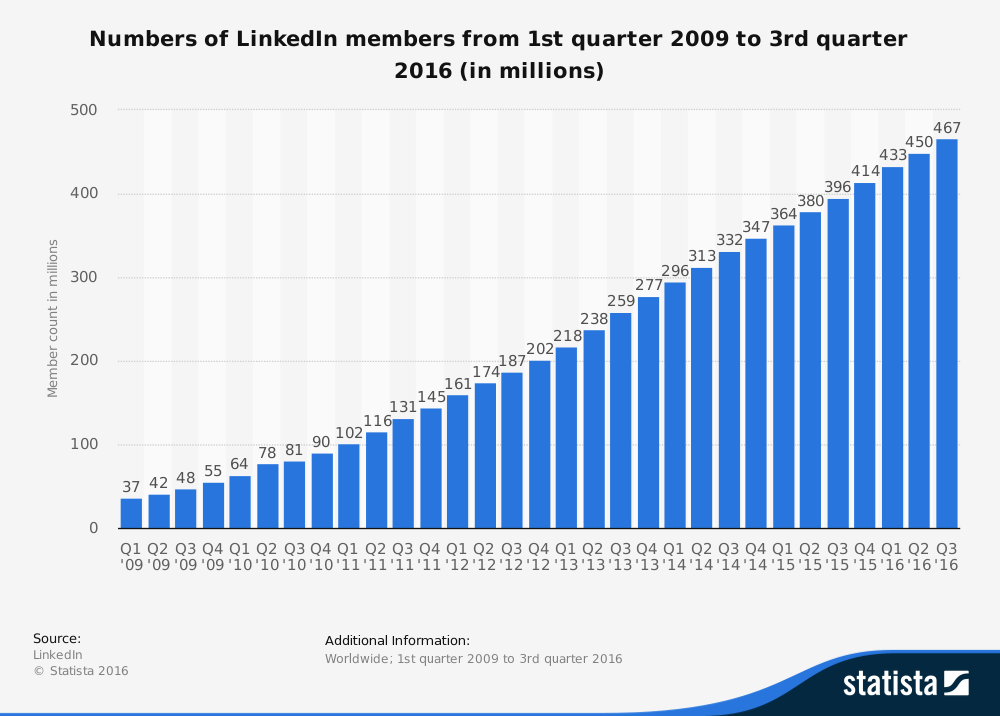 Numbers of LinkedIn members from 1st quarter 2009 to 3rd quarter
2016 (in millions)
Member count in millions
500
400
300
200
100
0
37 42 48 55 64 78 81 90 102 116 131 145 161 174 187 202 218 238 259 277 296 313 332 347 364 380 396 414 433 450 467
Q1 Q2 Q3 Q4 Q1 Q2 Q3 Q4 Q1 Q2 Q3 Q4 Q1 Q2 Q3 Q4 Q1 Q2 Q3 Q4 Q1 Q2 Q3 Q4 Q1 Q2 Q3 Q4 Q1 Q2 Q3
'09 '09 '09 '09 '10 '10 '10 '10 '11 '11 '11 '11 '12 '12 '12 '12 '13 '13 '13 '13 '14 '14 '14 '14 '15 '15 '15 '15 '16 '16 '16
Source:
LinkedIn
© Statista 2016
Additional Information:
Worldwide; 1st quarter 2009 to 3rd quarter 2016
statista